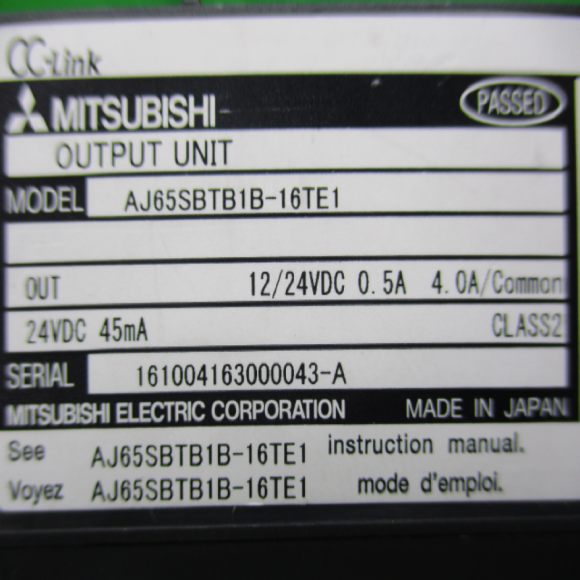 CC-Link
MITSUBISHI PASSED
OUTPUT UNIT
MODEL AJ65SBTB1B-16TE1
OUT 12/24VDC 0.5A 4.0A/Common
24VDC 45mA CLASS2
SERIAL 161004163000043-A
MITSUBISHI ELECTRIC CORPORATION MADE IN JAPAN
See AJ65SBTB1B-16TE1 instruction manual.
Voyez AJ65SBTB1B-16TE1 mode d'emploi.